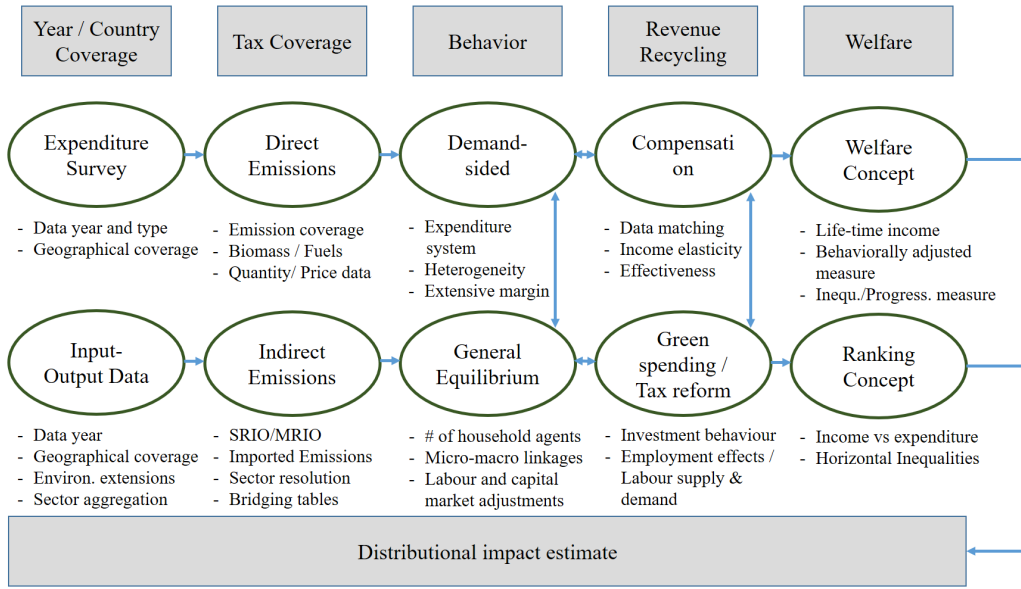 Year / Country
Coverage
Tax Coverage
Behavior
Revenue
Recycling
Welfare
Expenditure
Survey
Direct
Emissions
Demand-
sided
Compensati
on
Welfare
Concept
- Data year and type
- Geographical coverage
- Emission coverage
- Biomass / Fuels
- Quantity/ Price data
- Expenditure
system
- Heterogeneity
- Extensive margin
- Data matching
- Income elasticity
- Effectiveness
- Life-time income
- Behaviorally adjusted
measure
- Inequ./Progress. measure
Input-
Output Data
Indirect
Emissions
General
Equilibrium
Green
spending /
Tax reform
Ranking
Concept
- Data year
- Geographical coverage
- Environ. extensions
- Sector aggregation
- SRIO/MRIO
- Imported Emissions
- Sector resolution
- Bridging tables
- # of household agents
- Micro-macro linkages
- Labour and capital
market adjustments
- Investment behaviour
- Employment effects /
Labour supply &
demand
- Income vs expenditure
- Horizontal Inequalities
Distributional impact estimate